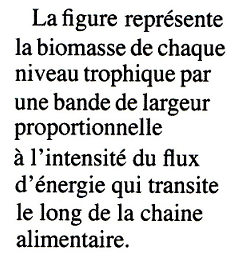 La figure représente
la biomasse de chaque
niveau trophique par
une bande de largeur
proportionnelle
à l'intensité du flux
d'énergie qui transite
le long de la chaine
alimentaire.